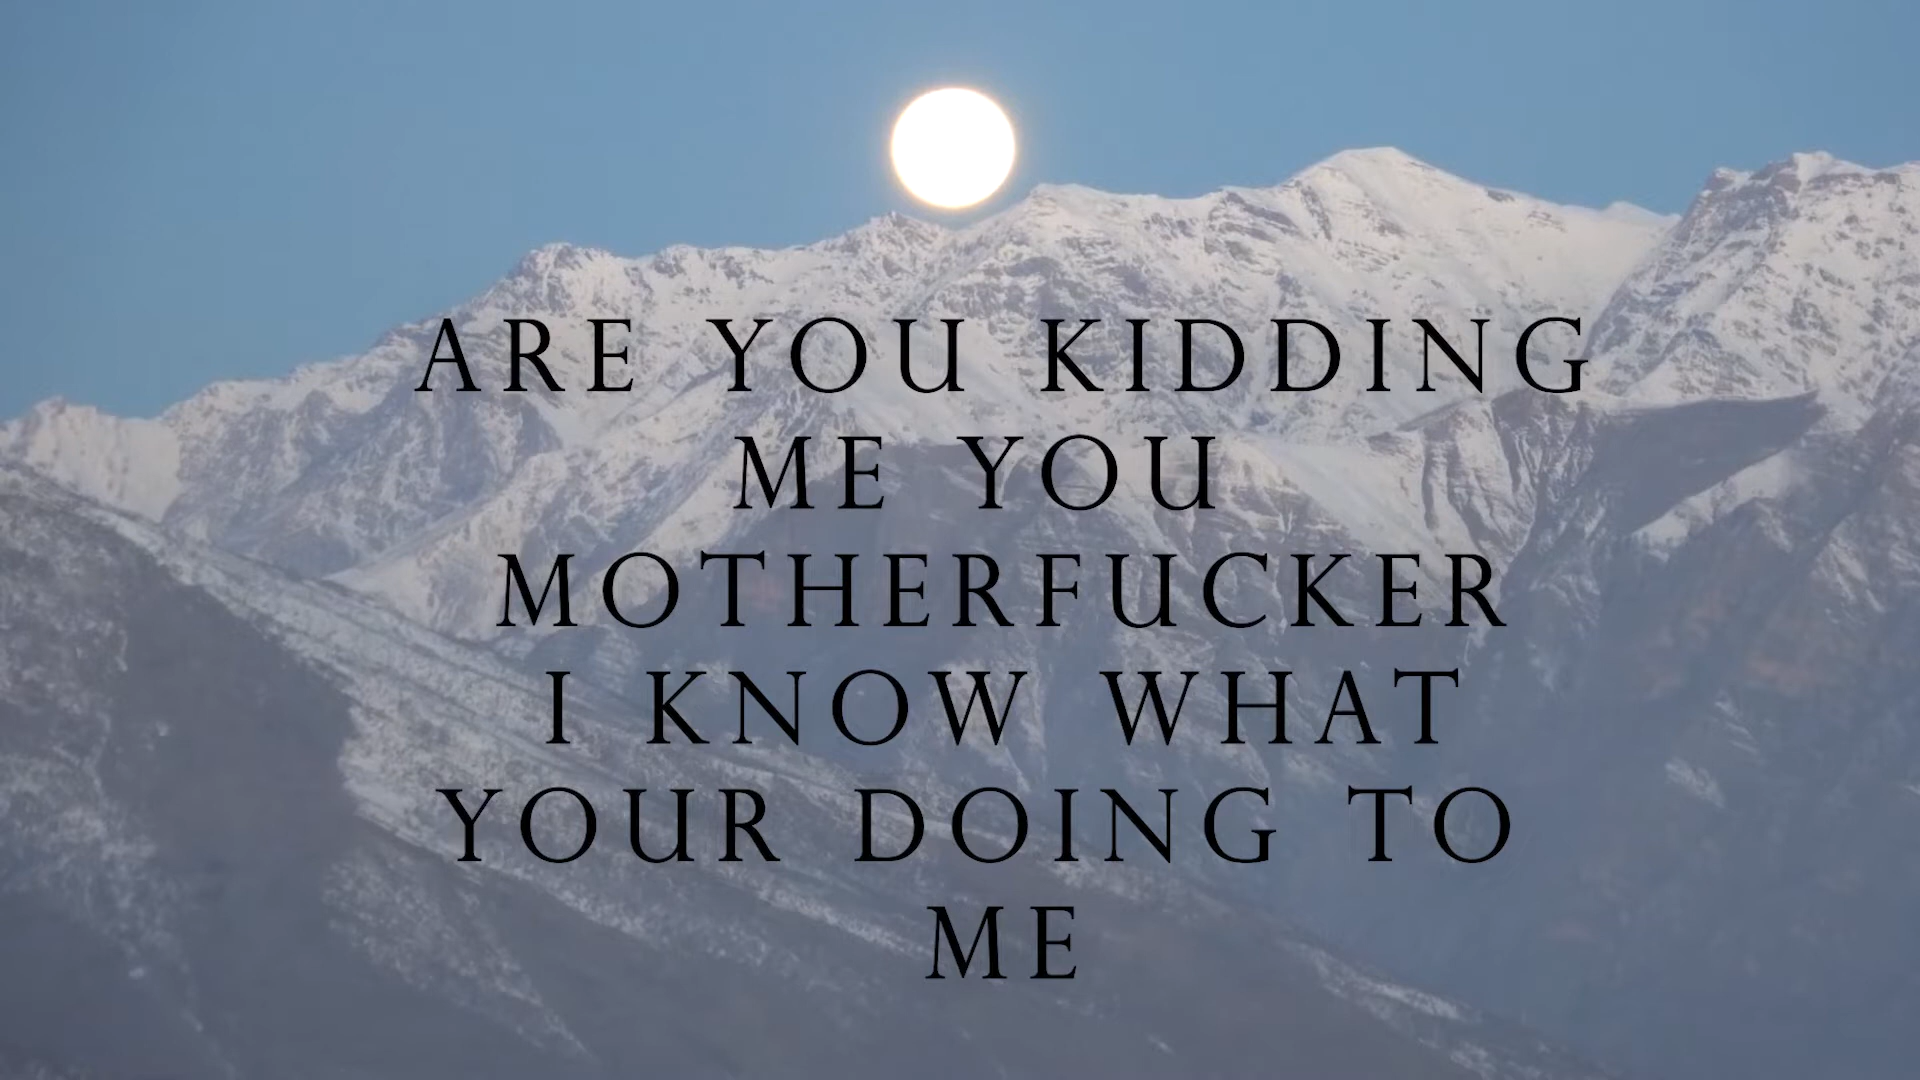 ARE YOU KIDDING
ME YOU
MOTHERFUCKER
I KNOW WHAT
YOUR DOING TO
ME